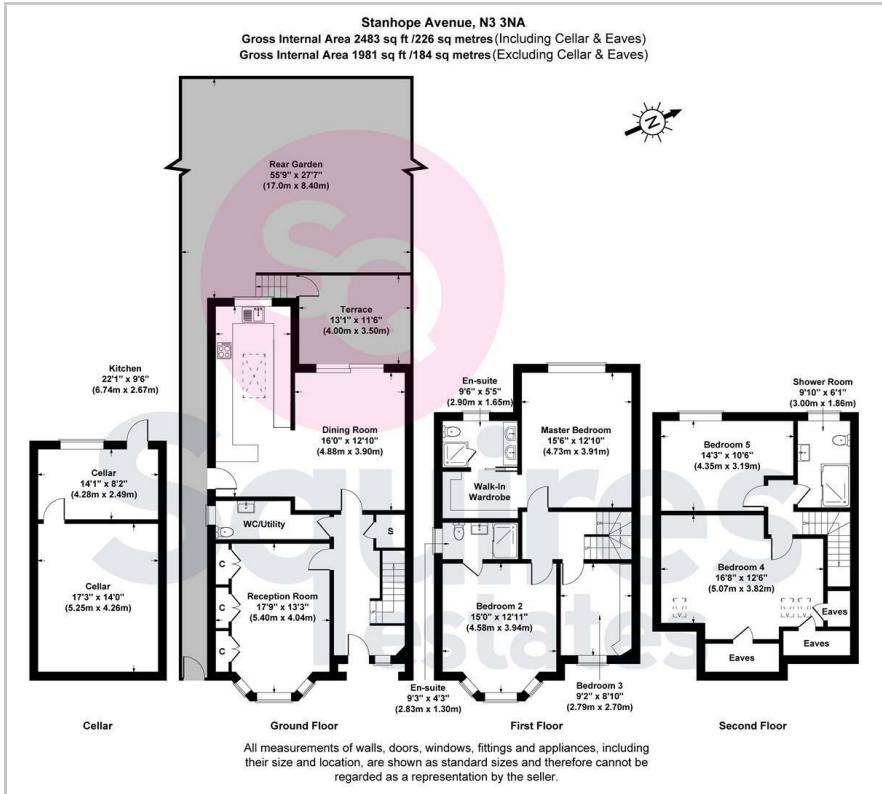 Stanhope Avenue, N3 3NA
Gross Internal Area 2483 sq ft /226 sq metres (Including Cellar & Eaves)
Gross Internal Area 1981 sq ft /184 sq metres (Excluding Cellar & Eaves)
N
Rear Garden
55'9" x 27'7"
(17.0m x 8.40m)
SQ
Squires
estates
Terrace
13'1" x 11'6"
(4.00m x 3.50m)
Kitchen
22'1" x 9'6"
(6.74m x 2.67m)
Dining Room
16'0" x 12'10"
(4.88m x 3.90m)
Cellar
14'1" x 8'2"
(4.28m x 2.49m)
Cellar
17'3" x 14'0"
(5.25m x 4.26m)
WC/Utility
S
C
C
C
Reception Room
17'9" x 13'3"
(5.40m x 4.04m)
En-suite
9'6" x 5'5"
(2.90m x 1.65m)
Master Bedroom
15'6" x 12'10"
(4.73m x 3.91m)
Walk-In
Wardrobe
Bedroom 2
15'0" x 12'11"
(4.58m x 3.94m)
En-suite
9'3" x 4'3"
(2.83m x 1.30m)
Bedroom 3
9'2" x 8'10"
(2.79m x 2.70m)
Shower Room
9'10" x 6'1"
(3.00m x 1.86m)
Bedroom 5
14'3" x 10'6"
(4.35m x 3.19m)
Bedroom 4
16'8" x 12'6"
(5.07m x 3.82m)
Eaves
Eaves
Eaves
Cellar
Ground Floor
First Floor
Second Floor
All measurements of walls, doors, windows, fittings and appliances, including
their size and location, are shown as standard sizes and therefore cannot be
regarded as a representation by the seller.